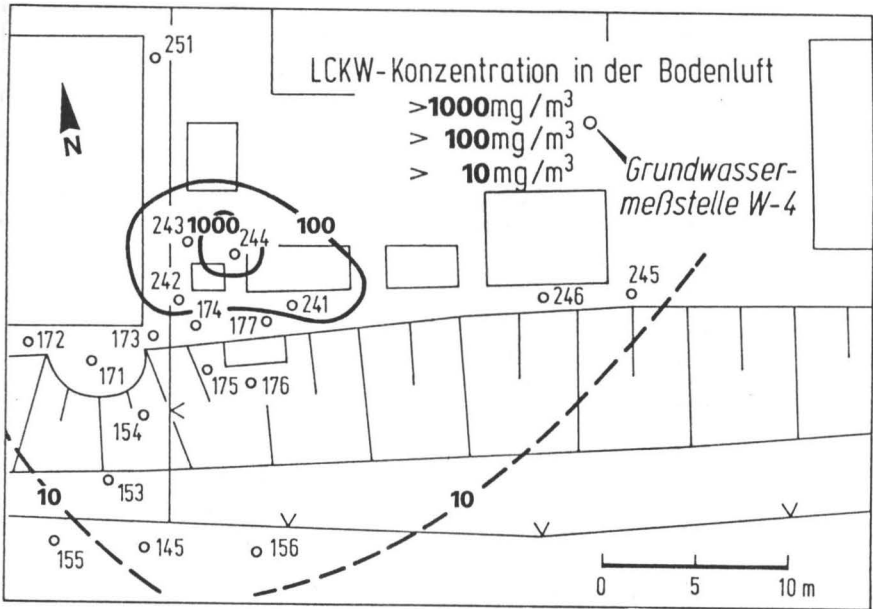 251
LCKW-Konzentration in der Bodenluft
>1000mg/m³
> 100mg/m³
> 10mg/m³
N
Grundwasser-
meßstelle W-4
243
1000
100
244
242
174
241
245
246
172
173
177
171
175
176
154
153
10
10
155
145
156
0 5 10 m